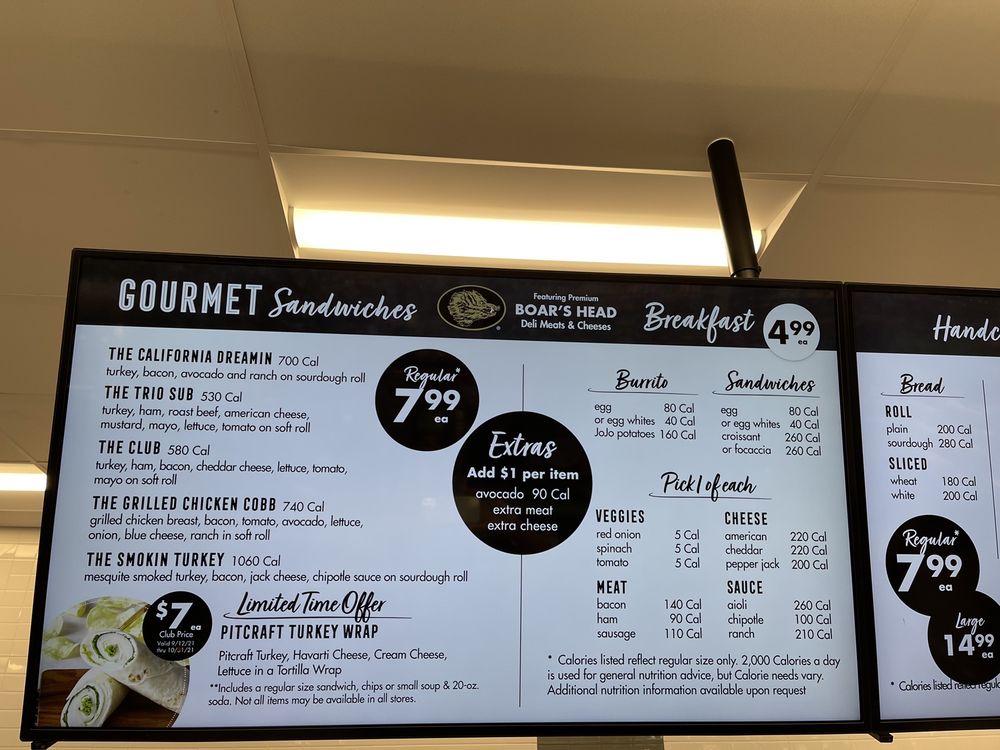 GOURMET Sandwiches
Featuring Premium
BOAR'S HEAD
Deli Meats & Cheeses
Breakfast
4.99
ea
THE CALIFORNIA DREAMIN 700 Cal
turkey, bacon, avocado and ranch on sourdough roll
THE TRIO SUB 530 Cal
turkey, ham, roast beef, american cheese,
mustard, mayo, lettuce, tomato on soft roll
THE CLUB 580 Cal
turkey, ham, bacon, cheddar cheese, lettuce, tomato,
mayo on soft roll
THE GRILLED CHICKEN COBB 740 Cal
grilled chicken breast, bacon, tomato, avocado, lettuce,
onion, blue cheese, ranch in soft roll
THE SMOKIN TURKEY 1060 Cal
mesquite smoked turkey, bacon, jack cheese, chipotle sauce on sourdough roll
Regular*
7.99
ea
Extras
Add $1 per item
avocado 90 Cal
extra meat
extra cheese
$7 ea
Club Price
Valid 9/12/21
thru
Limited Time Offer
PITCRAFT TURKEY WRAP
Pitcraft Turkey, Havarti Cheese, Cream Cheese,
Lettuce in a Tortilla Wrap
**Includes a regular size sandwich, chips or small soup & 20-oz.
soda. Not all items may be available in all stores.
Burrito
egg 80 Cal
or egg whites 40 Cal
JoJo potatoes 160 Cal
Sandwiches
egg 80 Cal
or egg whites 40 Cal
croissant 260 Cal
or focaccia 260 Cal
Pick 1 of each
VEGGIES
red onion 5 Cal
spinach 5 Cal
tomato 5 Cal
CHEESE
american 220 Cal
cheddar 220 Cal
pepper jack 200 Cal
MEAT
bacon 140 Cal
ham 90 Cal
sausage 110 Cal
SAUCE
aioli 260 Cal
chipotle 100 Cal
ranch 210 Cal
* Calories listed reflect regular size only. 2,000 Calories a day
is used for general nutrition advice, but Calorie needs vary.
Additional nutrition information available upon request
Handc
Bread
ROLL
plain 200 Cal
sourdough 280 Cal
SLICED
wheat 180 Cal
white 200 Cal
Regular*
7.99
ea
Large
14.99
ea
* Calories listed reflect regul